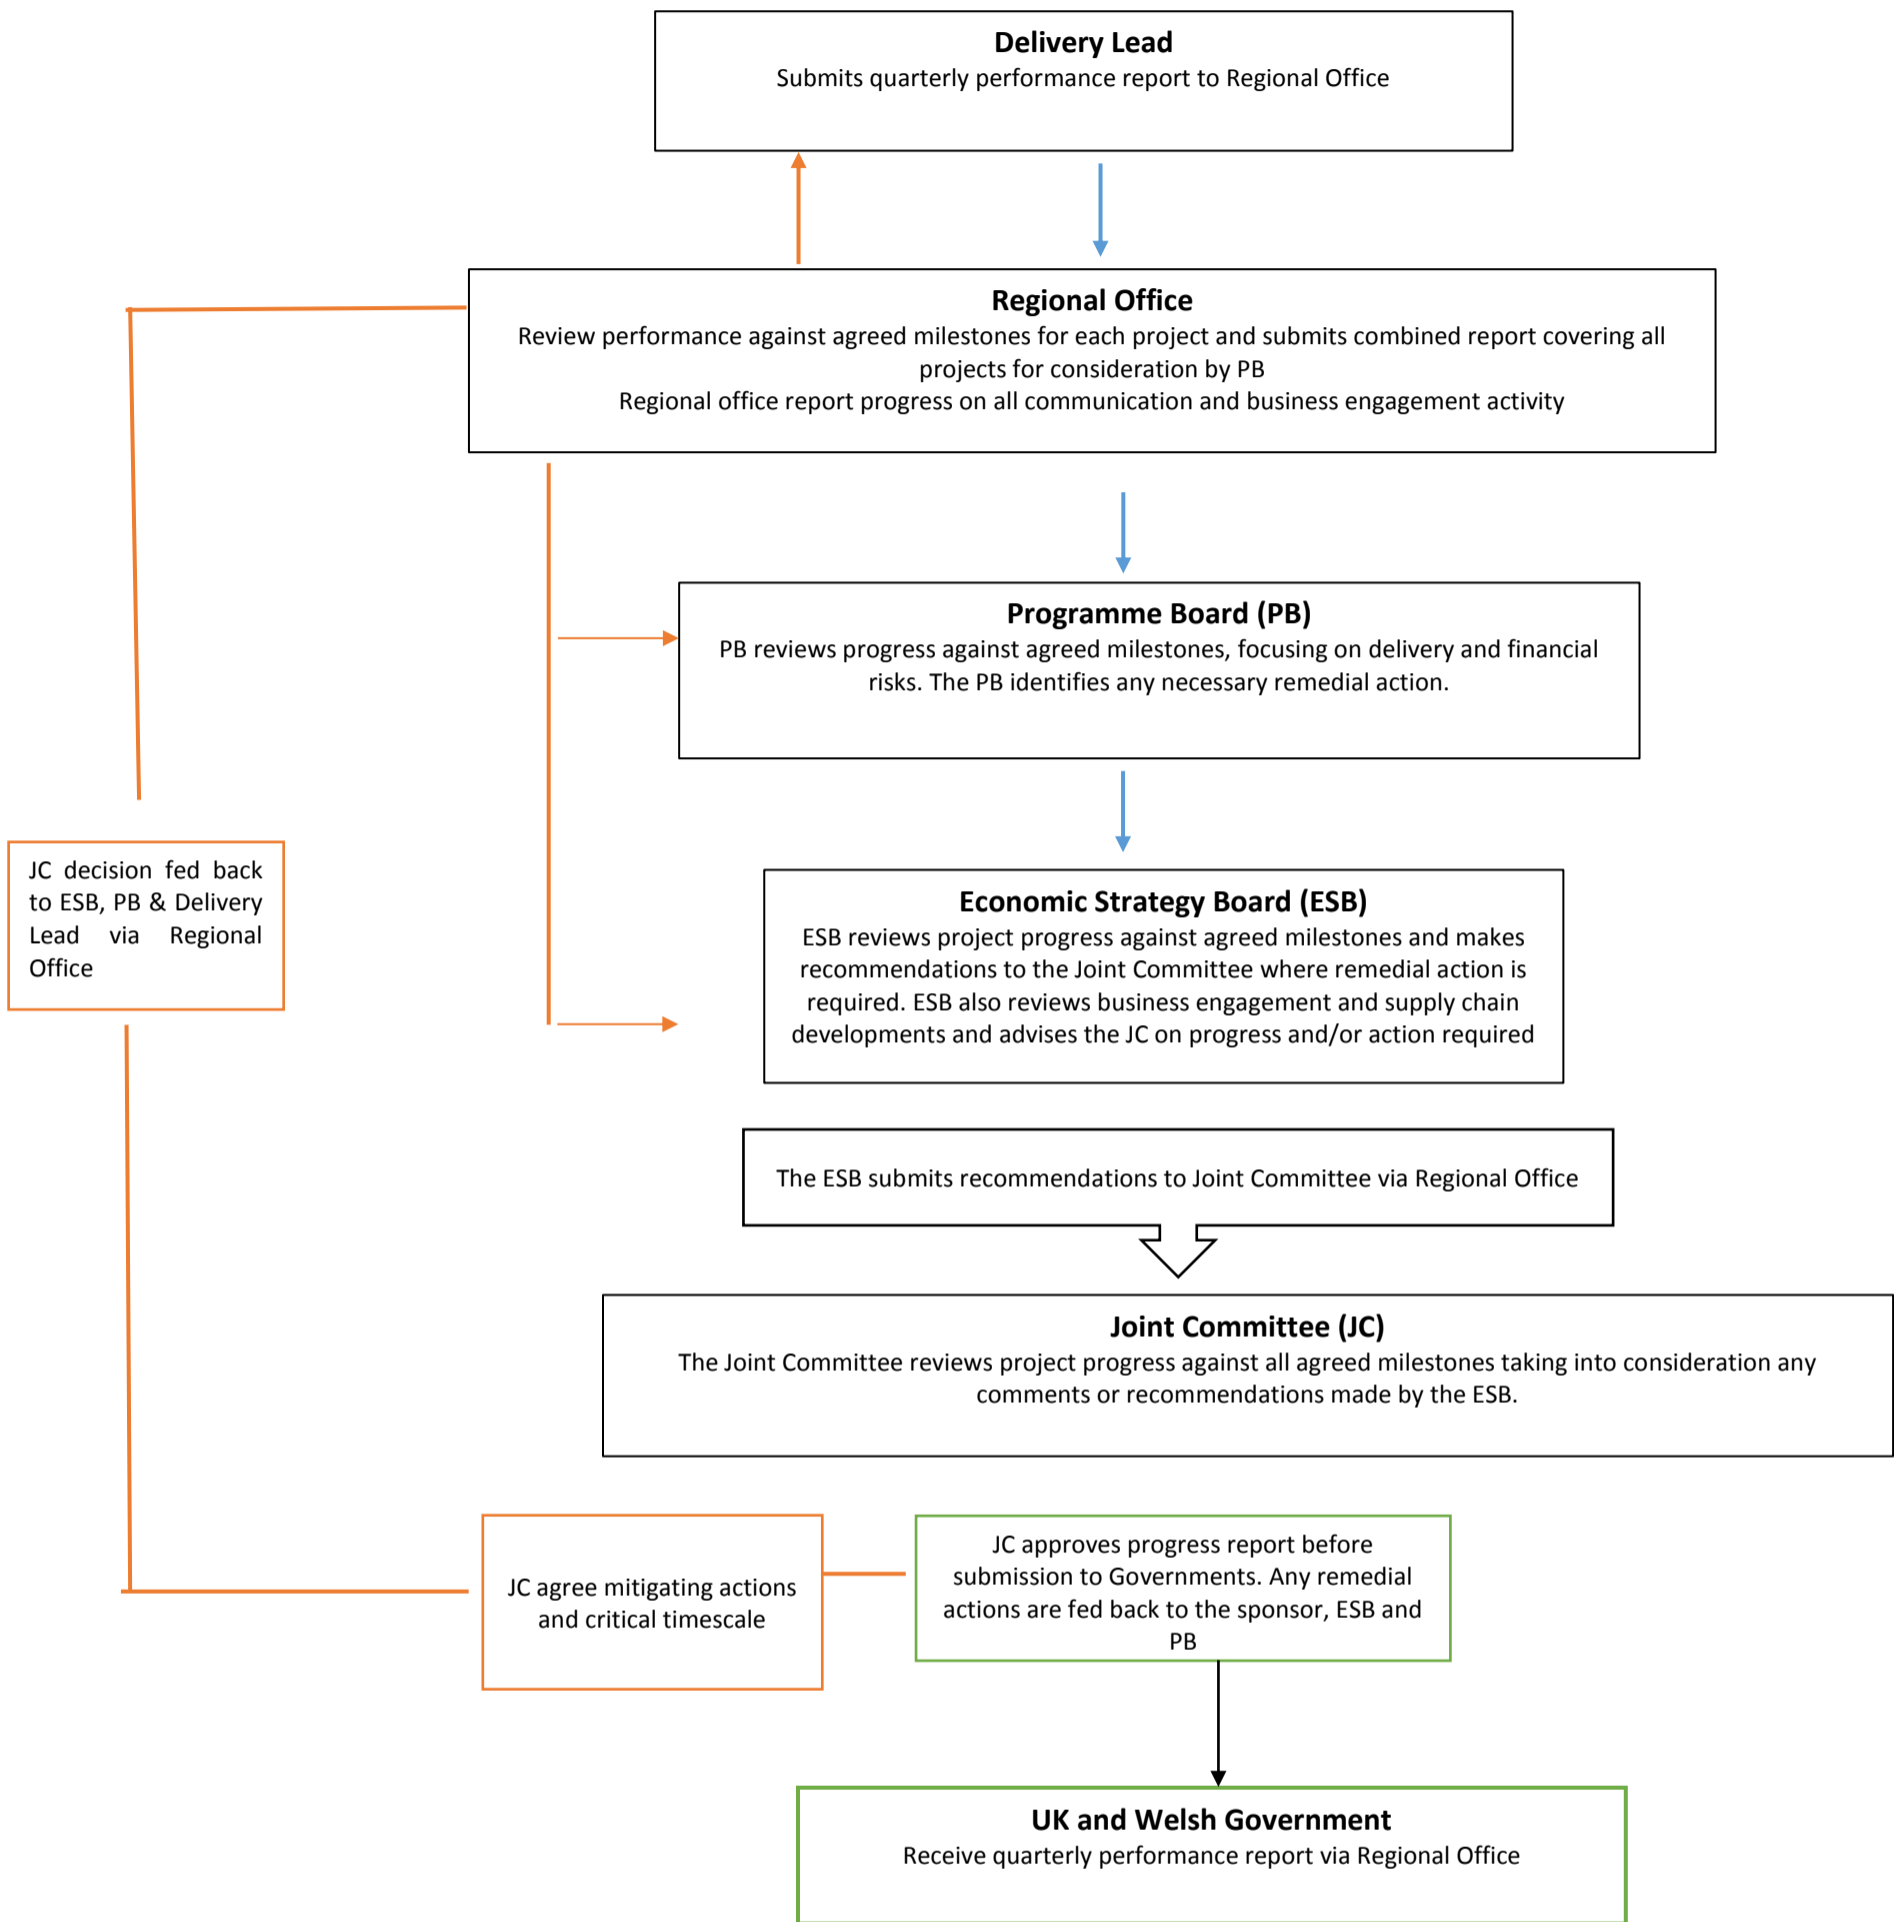 Delivery Lead
Submits quarterly performance report to Regional Office
Regional Office
Review performance against agreed milestones for each project and submits combined report covering all
projects for consideration by PB
Regional office report progress on all communication and business engagement activity
Programme Board (PB)
PB reviews progress against agreed milestones, focusing on delivery and financial
risks. The PB identifies any necessary remedial action.
JC decision fed back
to ESB, PB & Delivery
Lead via Regional
Office
Economic Strategy Board (ESB)
ESB reviews project progress against agreed milestones and makes
recommendations to the Joint Committee where remedial action is
required. ESB also reviews business engagement and supply chain
developments and advises the JC on progress and/or action required
The ESB submits recommendations to Joint Committee via Regional Office
Joint Committee (JC)
The Joint Committee reviews project progress against all agreed milestones taking into consideration any
comments or recommendations made by the ESB.
JC agree mitigating actions
and critical timescale
JC approves progress report before
submission to Governments. Any remedial
actions are fed back to the sponsor, ESB and
PB
UK and Welsh Government
Receive quarterly performance report via Regional Office